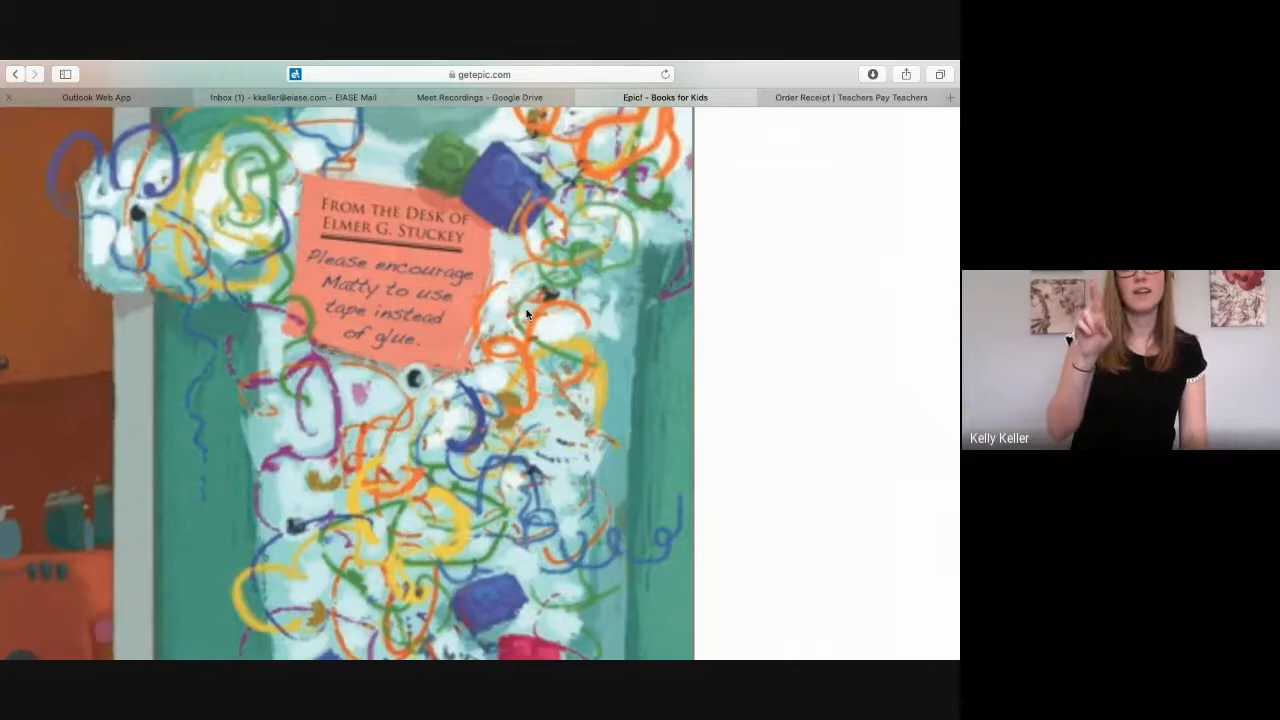 getepic.com
Outlook Web App
Inbox (1) - kkeller@eiase.com - EIASE Mail
Meet Recordings - Google Drive
Epic! - Books for Kids
Order Receipt | Teachers Pay Teachers
From the Desk of
Elmer G. Stuckey
Please encourage
Matty to use
tape instead
of glue.
Kelly Keller